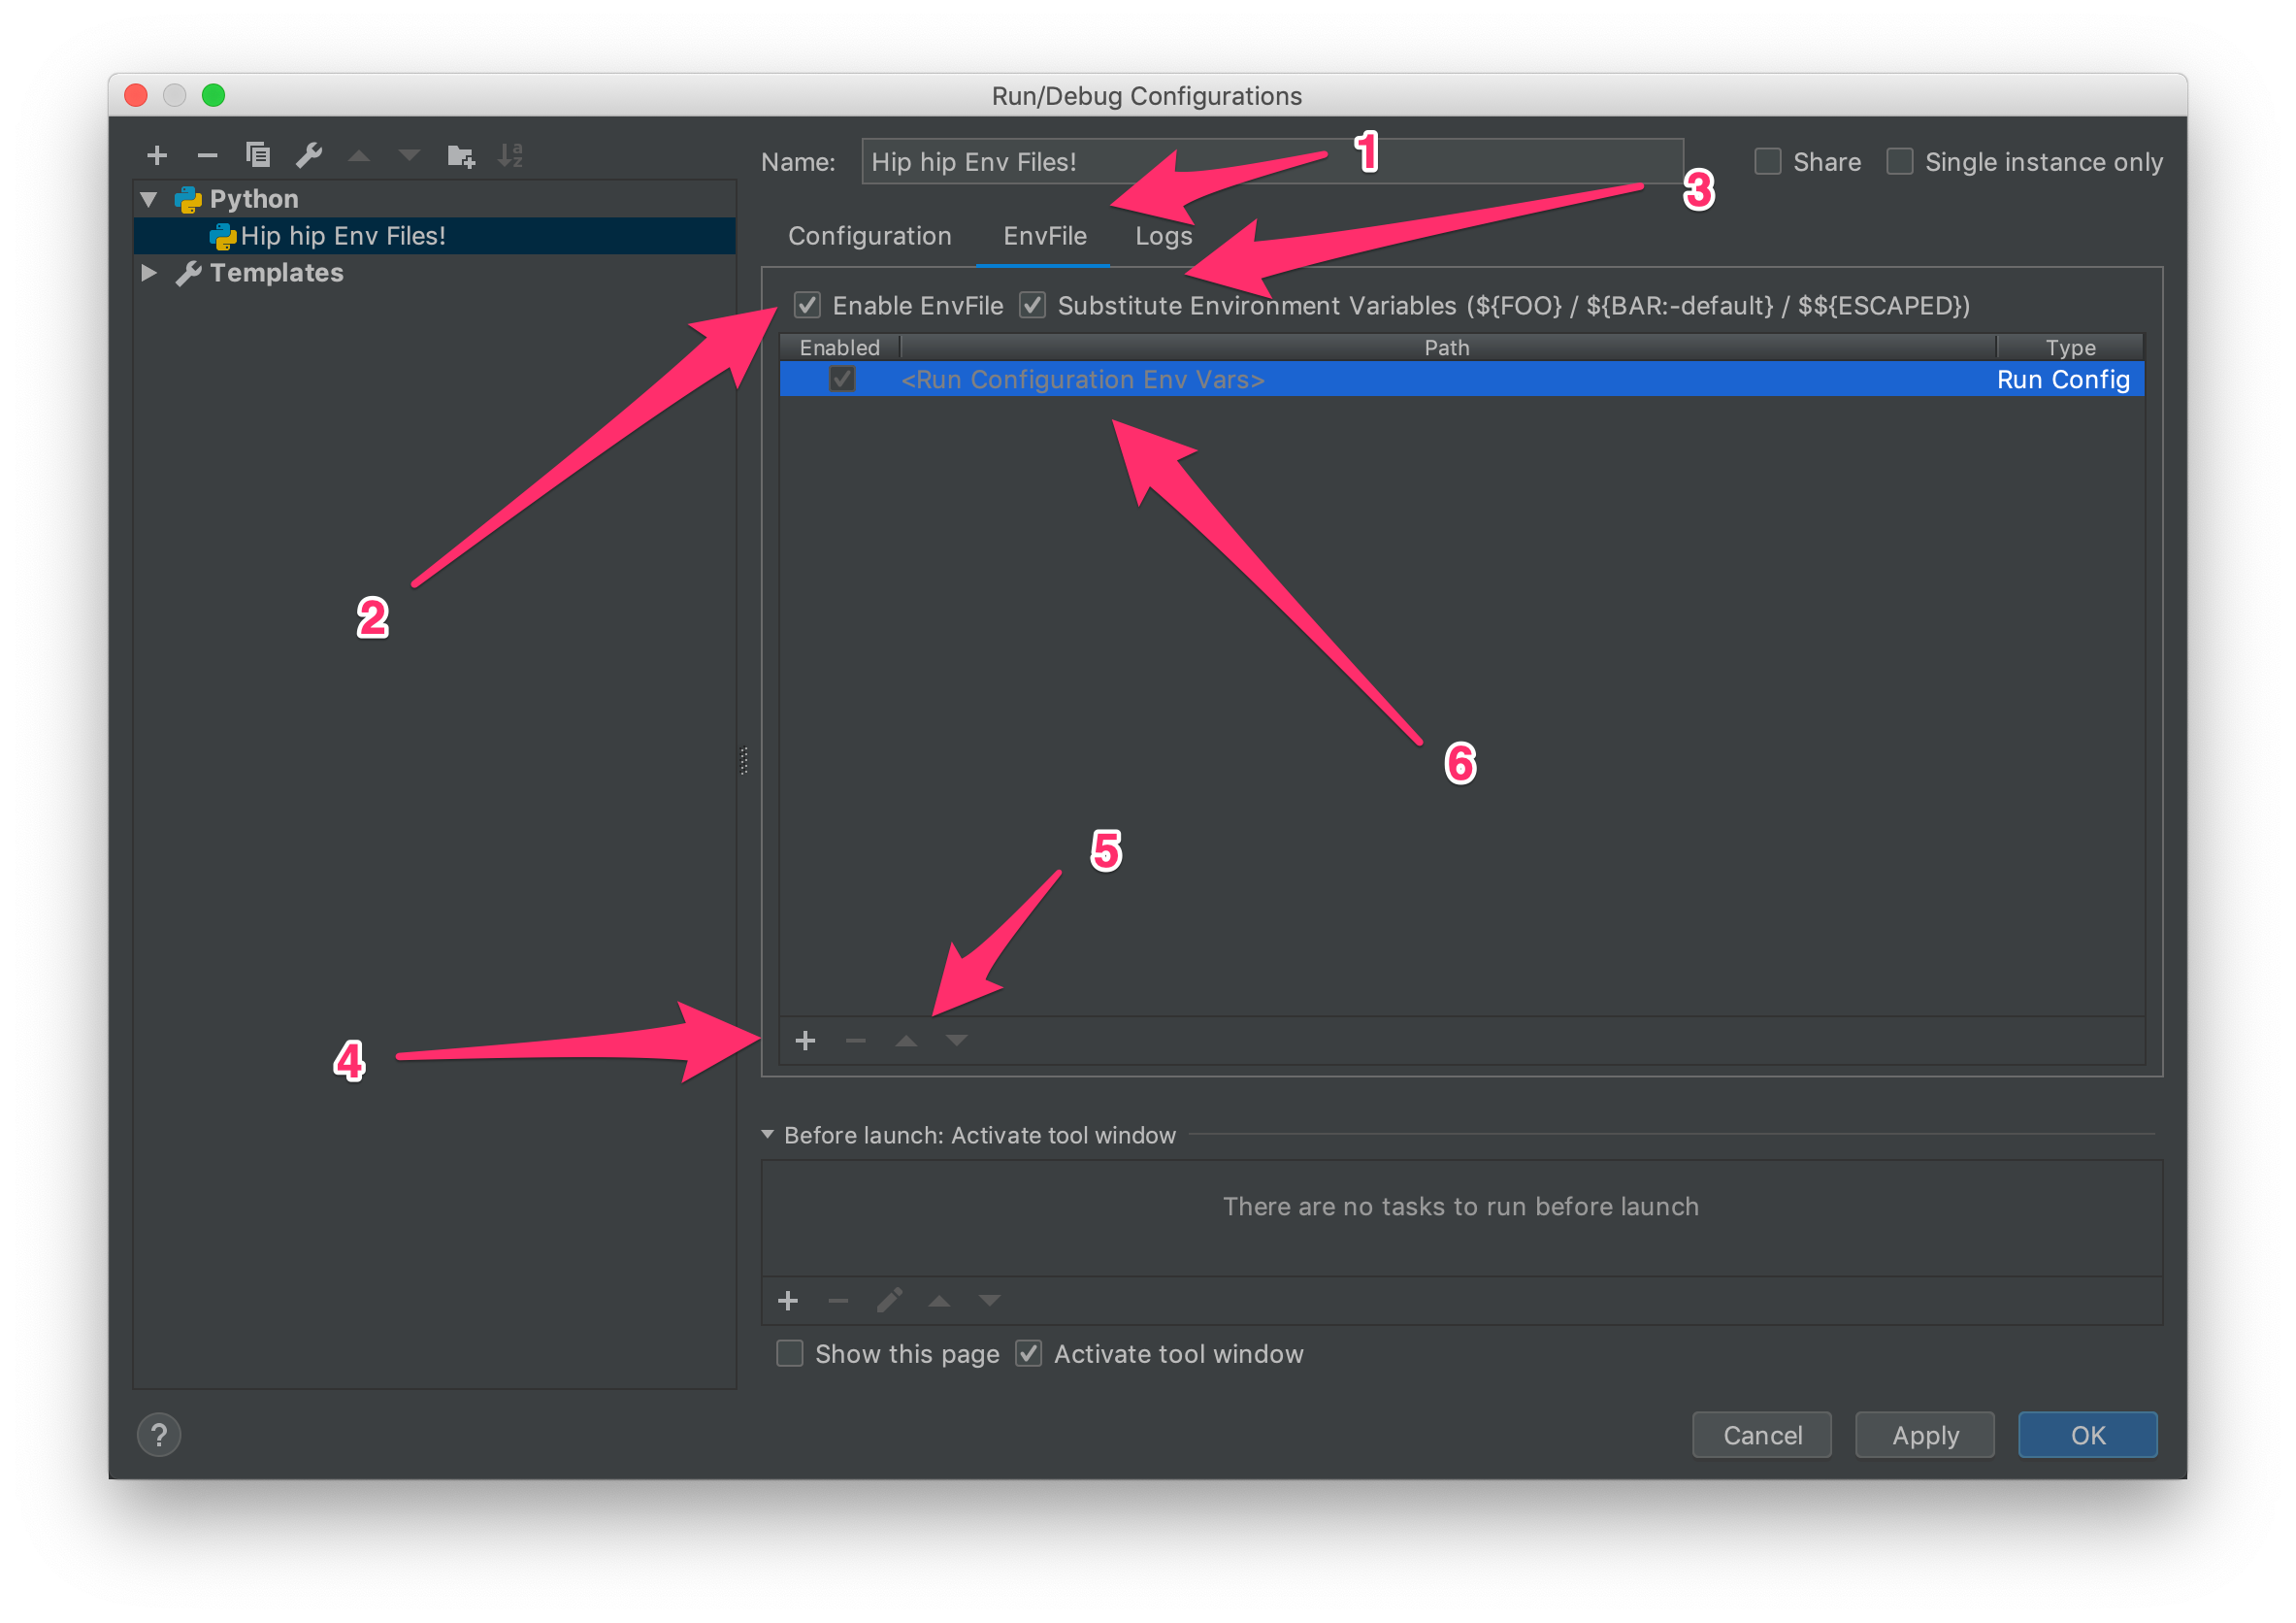 Run/Debug Configurations
Name: Hip hip Env Files! 1 3 Share Single instance only
Python
Hip hip Env Files!
Templates
Configuration EnvFile Logs
Enable EnvFile Substitute Environment Variables (${FOO} / ${BAR:-default} / $${ESCAPED})
Enabled Path Type
<Run Configuration Env Vars> Run Config
2
6
5
4
Before launch: Activate tool window
There are no tasks to run before launch
Show this page Activate tool window
? Cancel Apply OK